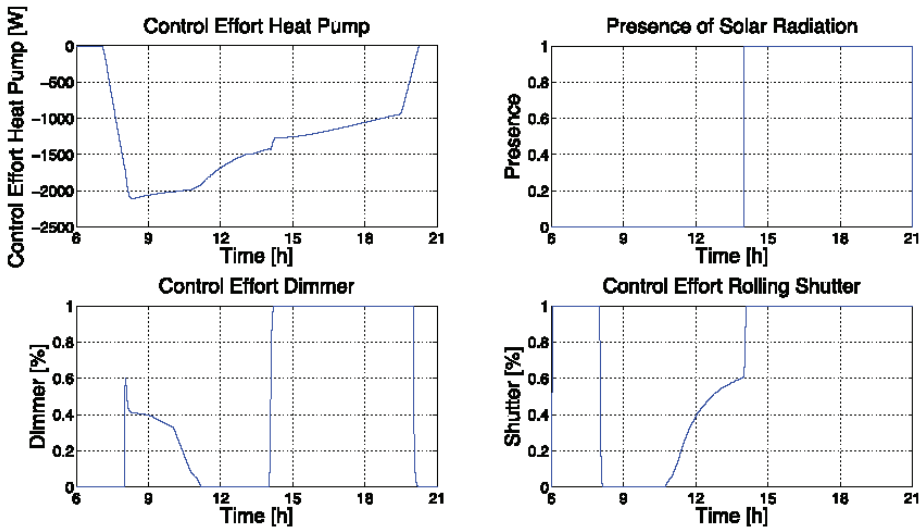 Control Effort Heat Pump
Control Effort Heat Pump [W]
0
−500
−1000
−1500
−2000
−2500
6 9 12 15 18 21
Time [h]
Presence of Solar Radiation
Presence
1
0.8
0.6
0.4
0.2
0
6 9 12 15 18 21
Time [h]
Control Effort Dimmer
Dimmer [%]
1
0.8
0.6
0.4
0.2
0
6 9 12 15 18 21
Time [h]
Control Effort Rolling Shutter
Shutter [%]
1
0.8
0.6
0.4
0.2
0
6 9 12 15 18 21
Time [h]